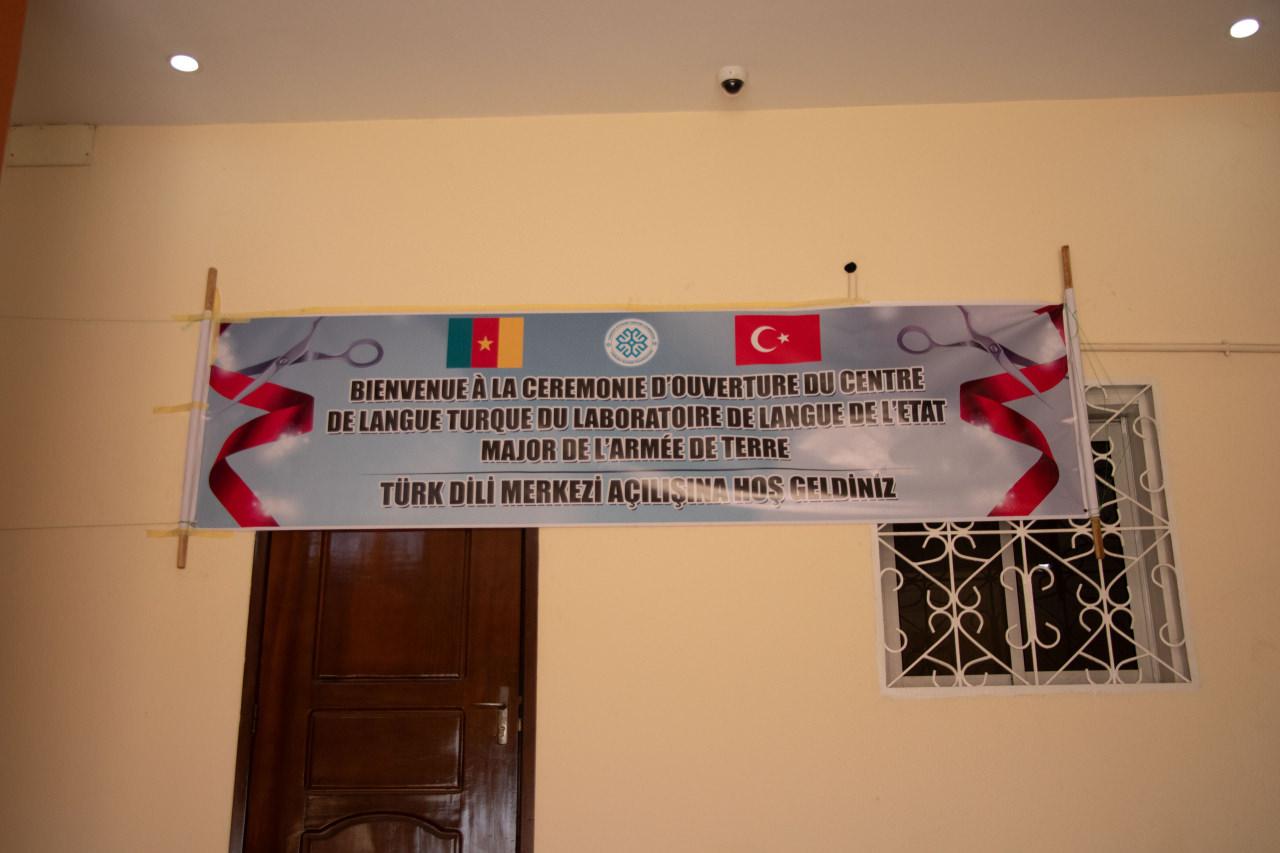 BIENVENUE À LA CEREMONIE D'OUVERTURE DU CENTRE
DE LANGUE TURQUE DU LABORATOIRE DE LANGUE DE L'ETAT
MAJOR DE L'ARMÉE DE TERRE
TÜRK DİLİ MERKEZİ AÇILIŞINA HOŞ GELDİNİZ